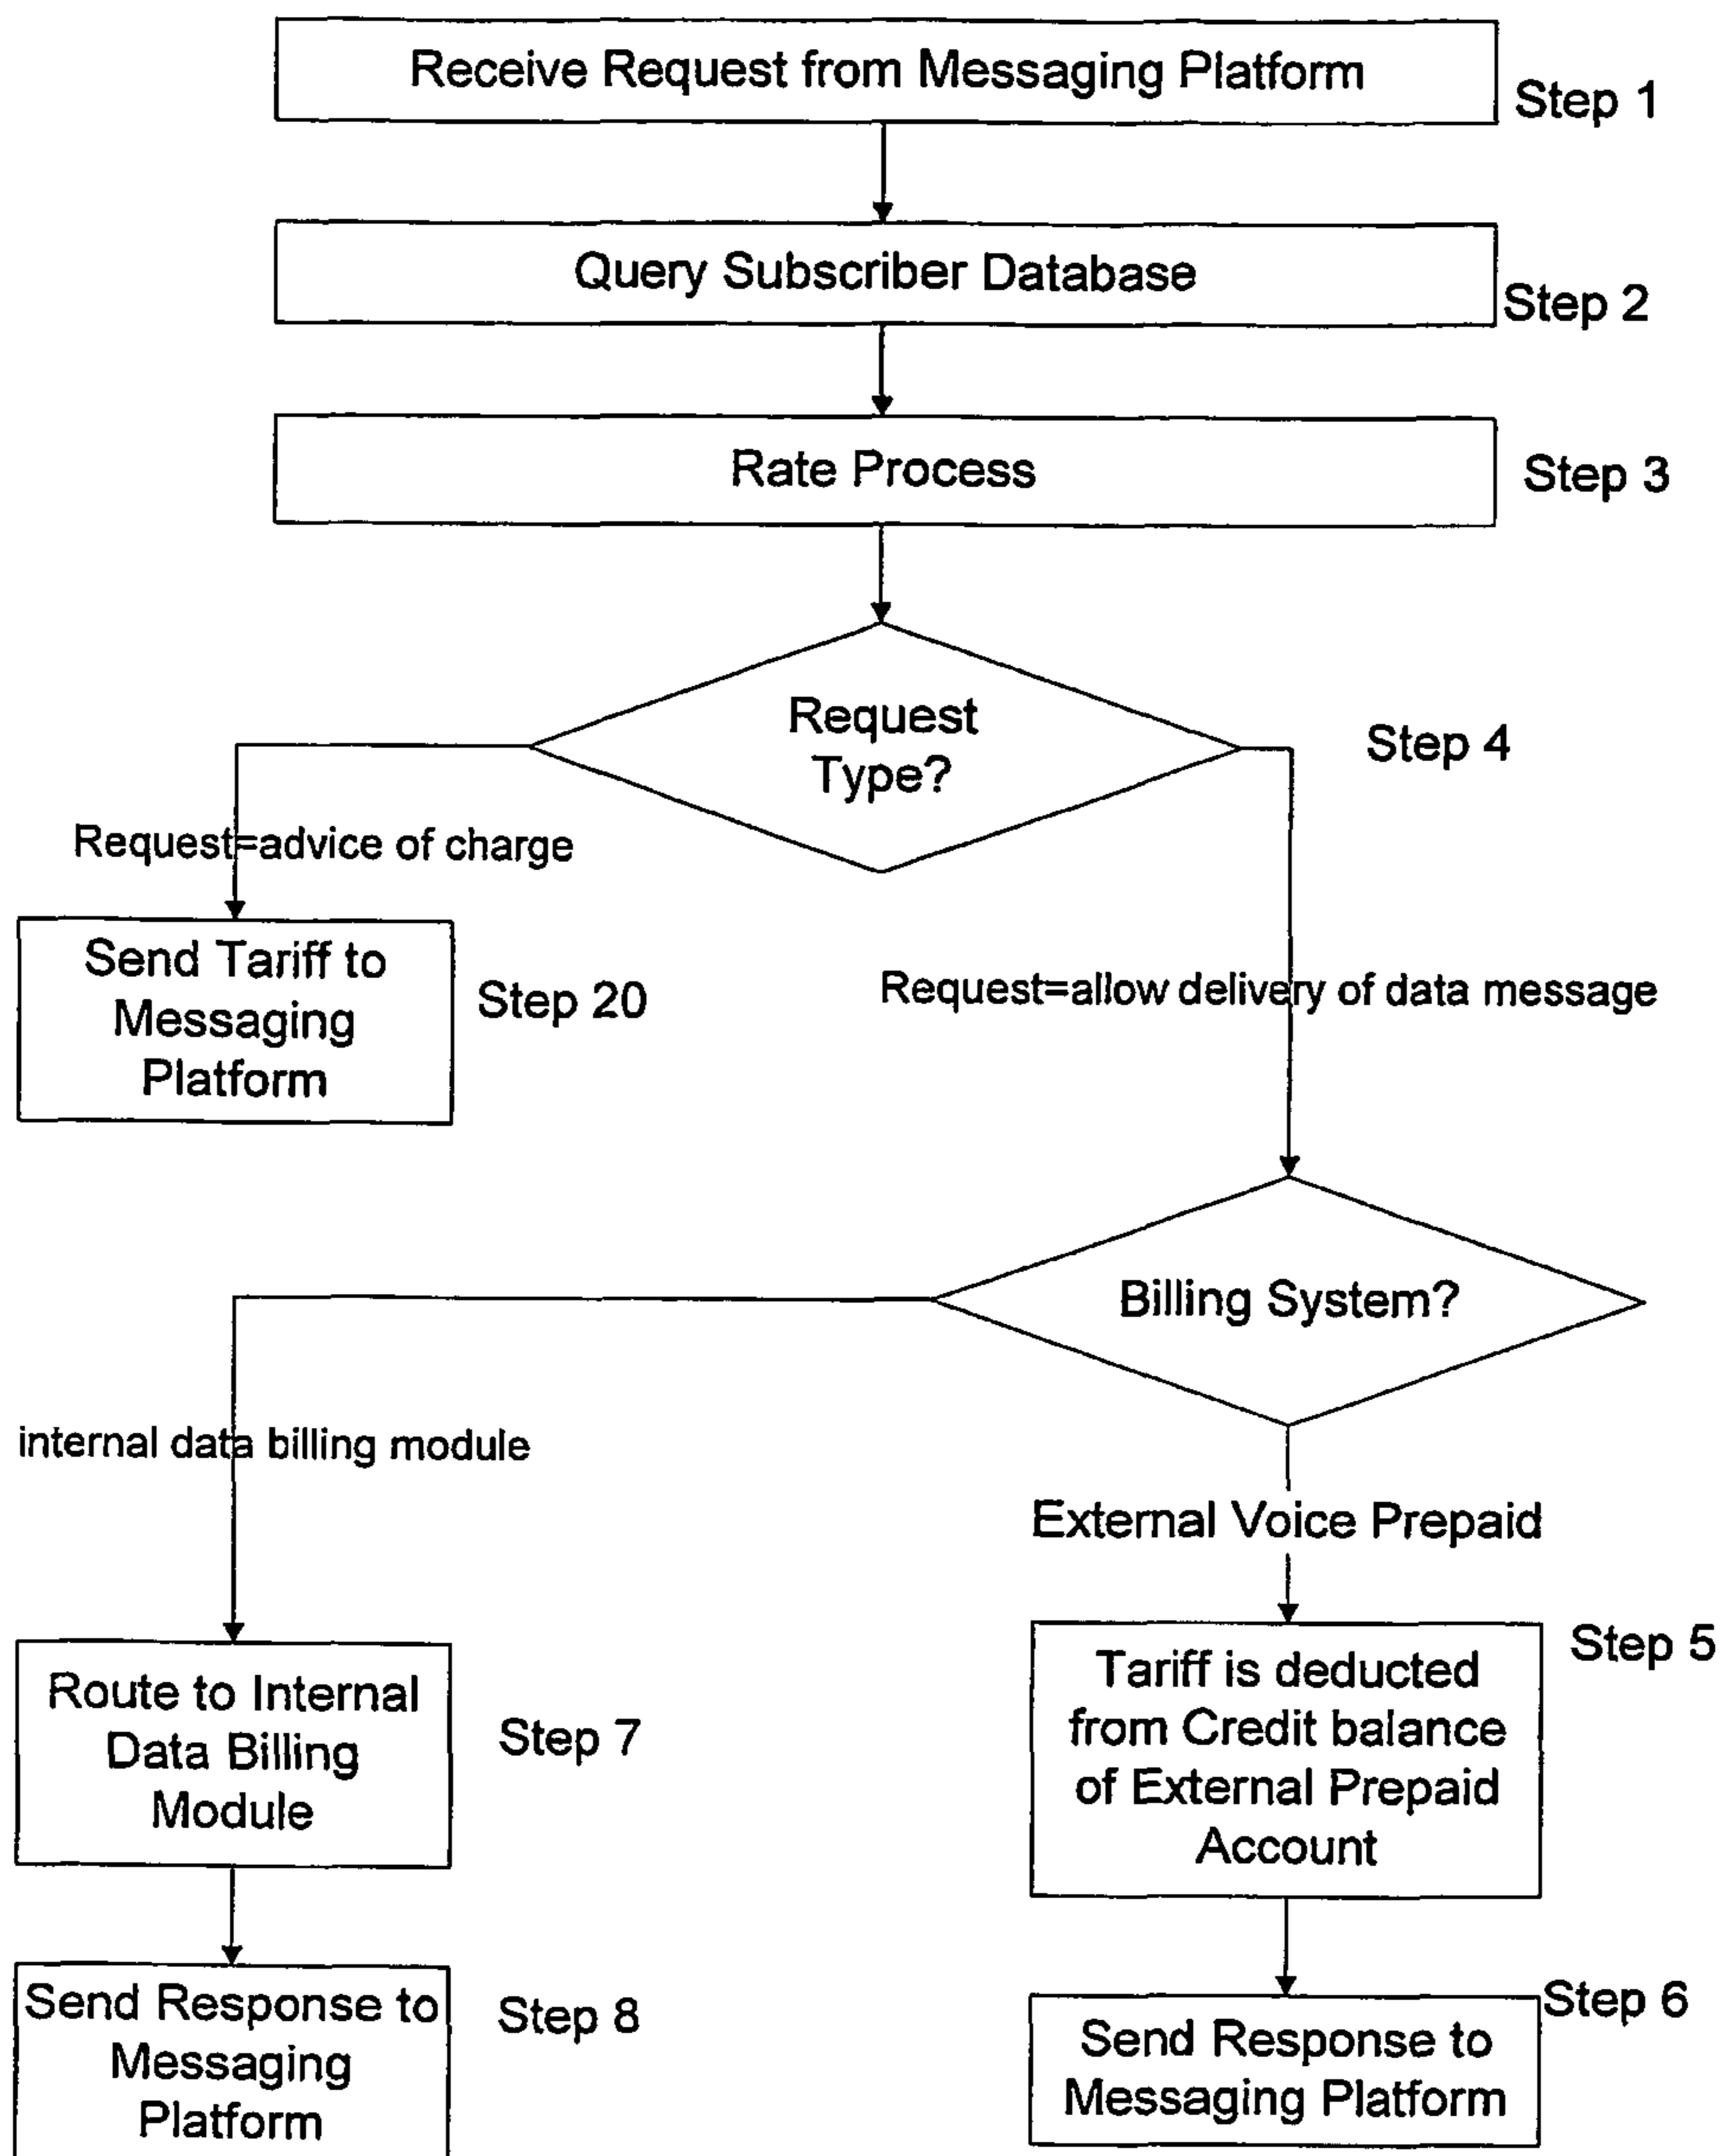 Receive Request from Messaging Platform
Step 1
Query Subscriber Database
Step 2
Rate Process
Step 3
Request
Type?
Step 4
Request=advice of charge
Send Tariff to
Messaging
Platform
Step 20
Request=allow delivery of data message
Billing System?
internal data billing module
External Voice Prepaid
Route to Internal
Data Billing
Module
Step 7
Tariff is deducted
from Credit balance
of External Prepaid
Account
Step 5
Send Response to
Messaging
Platform
Step 8
Send Response to
Messaging Platform
Step 6